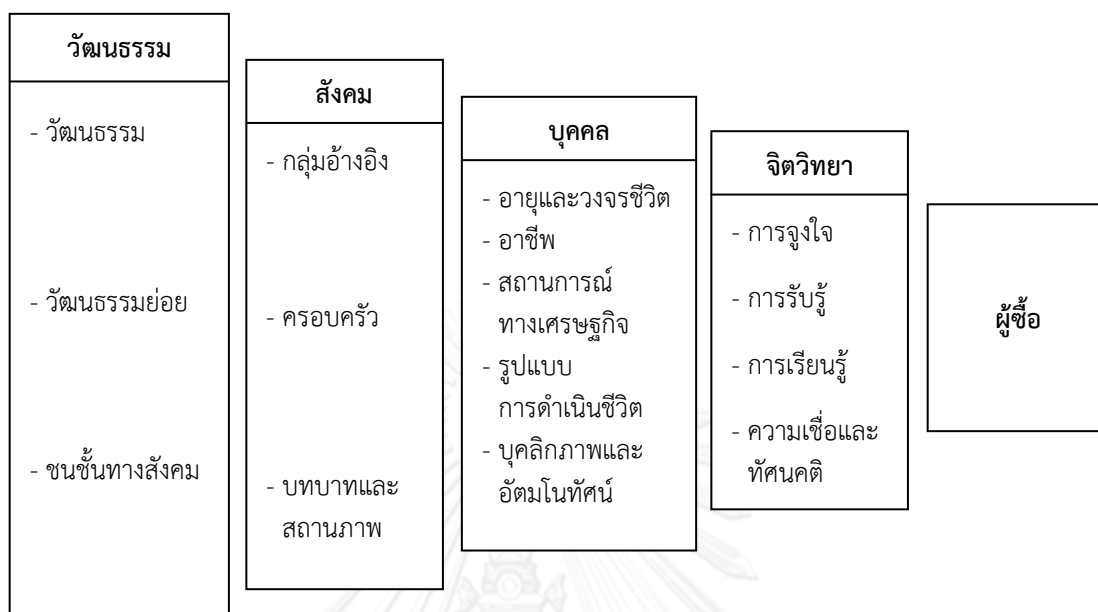 วัฒนธรรม
- วัฒนธรรม
- วัฒนธรรมย่อย
- ชนชั้นทางสังคม
สังคม
- กลุ่มอ้างอิง
- ครอบครัว
- บทบาทและ
สถานภาพ
บุคคล
- อายุและวงจรชีวิต
- อาชีพ
- สถานการณ์
ทางเศรษฐกิจ
- รูปแบบ
การดำเนินชีวิต
- บุคลิกภาพและ
อัตมโนทัศน์
จิตวิทยา
- การจูงใจ
- การรับรู้
- การเรียนรู้
- ความเชื่อและ
ทัศนคติ
ผู้ซื้อ